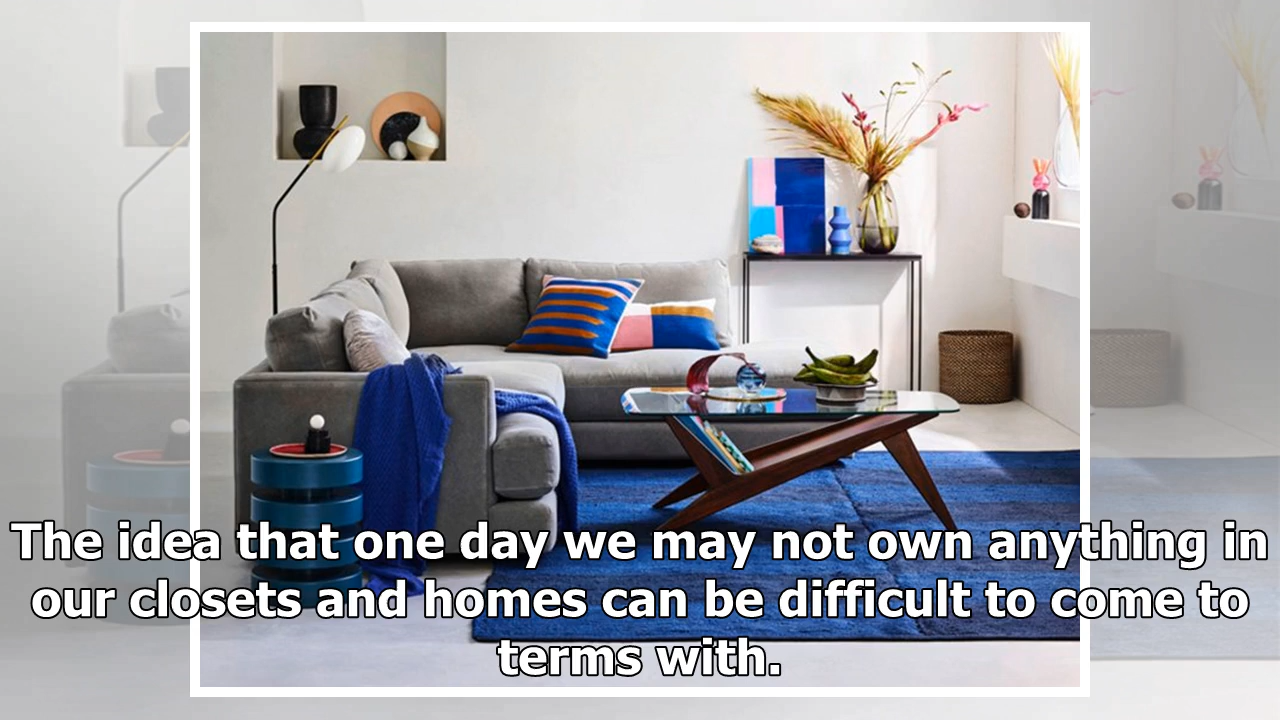 The idea that one day we may not own anything in
our closets and homes can be difficult to come to
terms with.